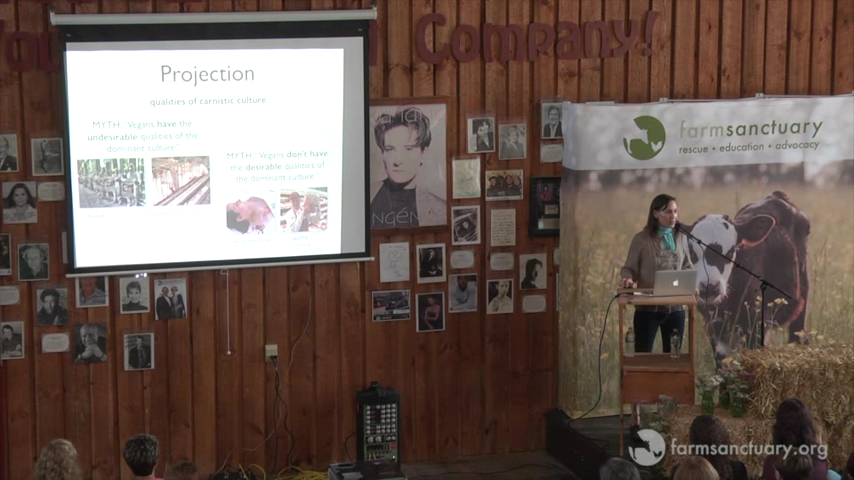 Company!
Projection
qualities of carnistic culture
MYTH: "Vegans have the
undesirable qualities of the
dominant culture."
MYTH: "Vegans don't have
the desirable qualities of
the dominant culture.
farmsanctuary
rescue • education • advocacy
farmsanctuary.org